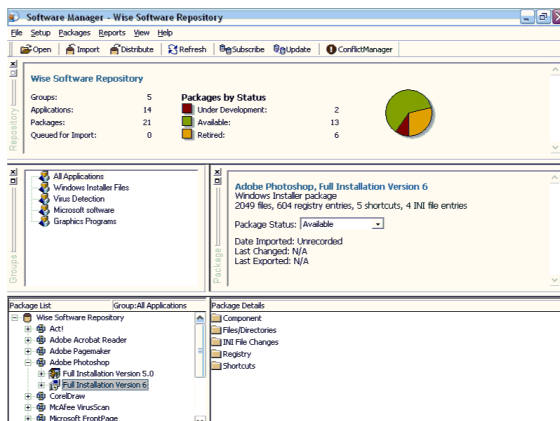 Software Manager - Wise Software Repository
File Setup Packages Reports View Help
Open Import Distribute Refresh Subscribe Update ConflictManager
Repository
Wise Software Repository
Groups: 5
Applications: 14
Packages: 21
Queued for Import: 0
Packages by Status
Under Development: 2
Available: 13
Retired: 6
Groups
All Applications
Windows Installer Files
Virus Detection
Microsoft software
Graphics Programs
Package
Adobe Photoshop, Full Installation Version 6
Windows Installer package
2049 files, 604 registry entries, 5 shortcuts, 4 INI file entries
Package Status: Available
Date Imported: Unrecorded
Last Changed: N/A
Last Exported: N/A
Package List Group:All Applications
Wise Software Repository
Act!
Adobe Acrobat Reader
Adobe Pagemaker
Adobe Photoshop
Full Installation Version 5.0
Full Installation Version 6
CorelDraw
McAfee VirusScan
Microsoft FrontPage
Package Details
Component
Files/Directories
INI File Changes
Registry
Shortcuts